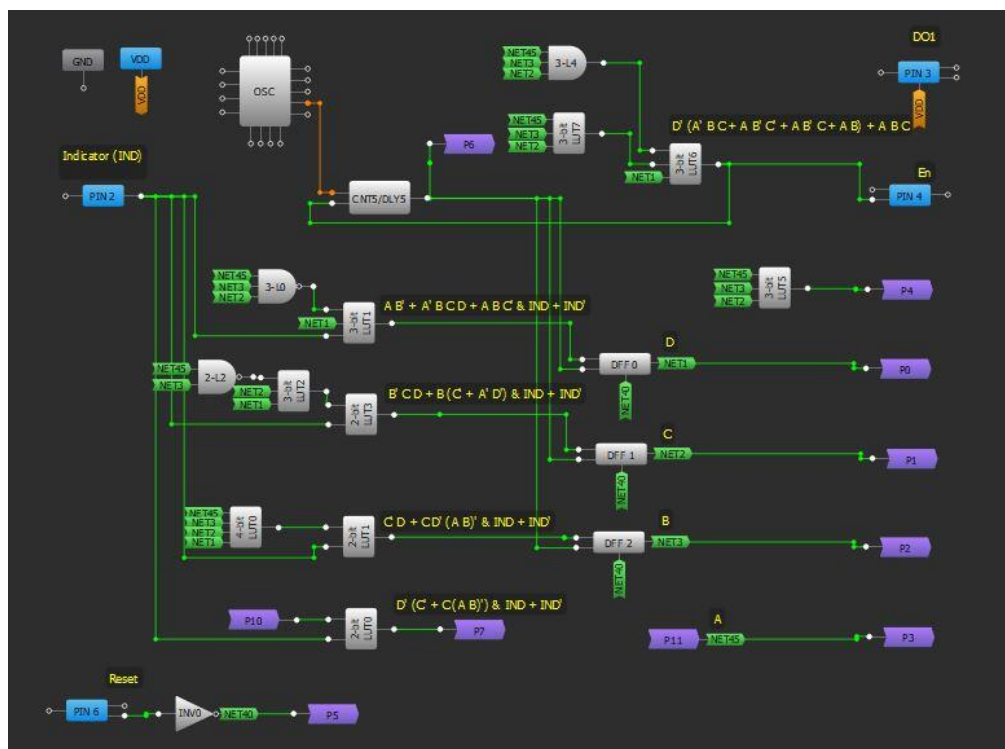 DO1
GND
VDD
VDD
OSC
NET45
NET3
NET2
3-L4
PIN 3
VDD
NET45
NET3
NET2
3-bit LUT7
D' (A' B C + A B' C' + A B' C + A B) + A B C
P6
3-bit LUT6
NET1
Indicator (IND)
PIN 2
CNT5/DLY5
En
PIN 4
NET45
NET3
NET2
3-L0
NET45
NET3
NET2
3-bit LUT5
P4
A B' + A' B C D + A B C' & IND + IND'
NET1
3-bit LUT1
D
DFF 0
NET1
P0
NET40
NET45
NET3
2-L2
NET2
NET1
3-bit LUT2
B' C D + B (C' + A' D') & IND + IND'
2-bit LUT3
C
DFF 1
NET2
P1
NET40
NET45
NET3
NET2
NET1
4-bit LUT0
C' D + CD' (A B)' & IND + IND'
2-bit LUT1
B
DFF 2
NET3
P2
NET40
D' (C' + C(A B)') & IND + IND'
P10
2-bit LUT0
P7
A
P11
NET45
P3
Reset
PIN 6
INV0
NET40
P5